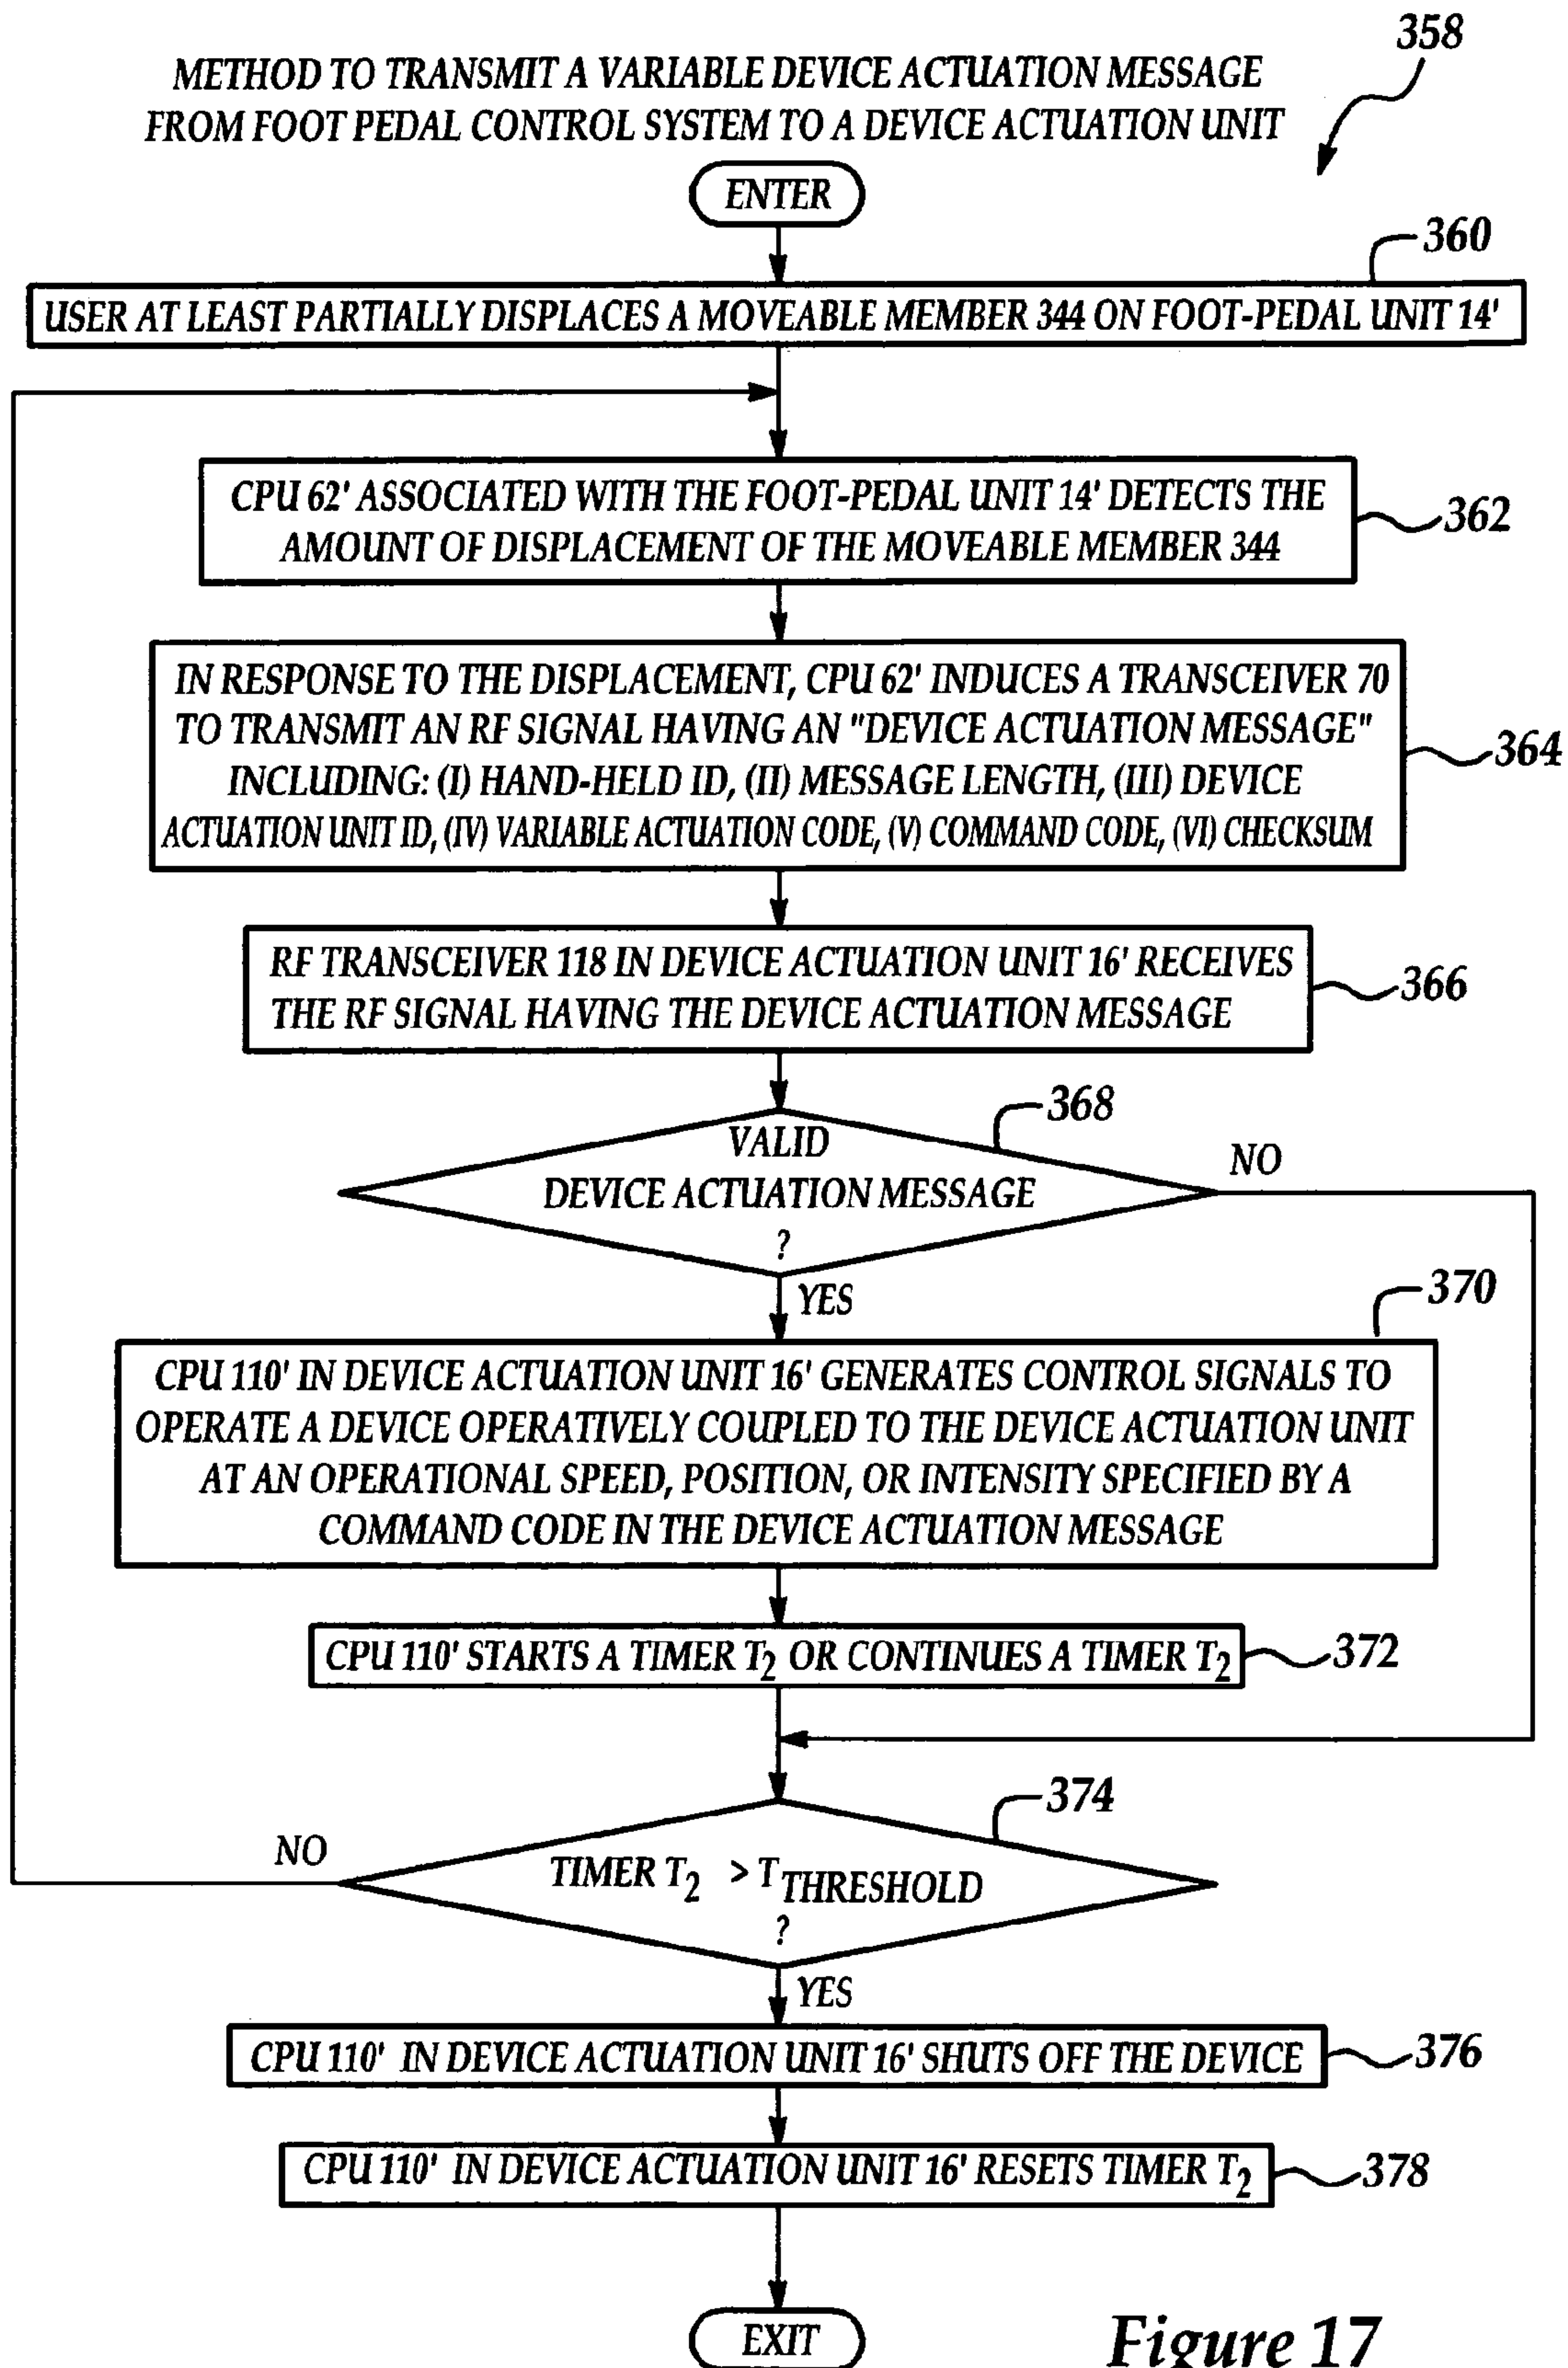 358
METHOD TO TRANSMIT A VARIABLE DEVICE ACTUATION MESSAGE
FROM FOOT PEDAL CONTROL SYSTEM TO A DEVICE ACTUATION UNIT
ENTER
360
USER AT LEAST PARTIALLY DISPLACES A MOVEABLE MEMBER 344 ON FOOT-PEDAL UNIT 14'
CPU 62' ASSOCIATED WITH THE FOOT-PEDAL UNIT 14' DETECTS THE
AMOUNT OF DISPLACEMENT OF THE MOVEABLE MEMBER 344
362
IN RESPONSE TO THE DISPLACEMENT, CPU 62' INDUCES A TRANSCEIVER 70
TO TRANSMIT AN RF SIGNAL HAVING AN "DEVICE ACTUATION MESSAGE"
INCLUDING: (I) HAND-HELD ID, (II) MESSAGE LENGTH, (III) DEVICE
ACTUATION UNIT ID, (IV) VARIABLE ACTUATION CODE, (V) COMMAND CODE, (VI) CHECKSUM
364
RF TRANSCEIVER 118 IN DEVICE ACTUATION UNIT 16' RECEIVES
THE RF SIGNAL HAVING THE DEVICE ACTUATION MESSAGE
366
368
VALID
DEVICE ACTUATION MESSAGE
?
NO
YES
370
CPU 110' IN DEVICE ACTUATION UNIT 16' GENERATES CONTROL SIGNALS TO
OPERATE A DEVICE OPERATIVELY COUPLED TO THE DEVICE ACTUATION UNIT
AT AN OPERATIONAL SPEED, POSITION, OR INTENSITY SPECIFIED BY A
COMMAND CODE IN THE DEVICE ACTUATION MESSAGE
CPU 110' STARTS A TIMER T2 OR CONTINUES A TIMER T2
372
374
NO
TIMER T2 > T THRESHOLD
?
YES
CPU 110' IN DEVICE ACTUATION UNIT 16' SHUTS OFF THE DEVICE
376
CPU 110' IN DEVICE ACTUATION UNIT 16' RESETS TIMER T2
378
EXIT
Figure 17